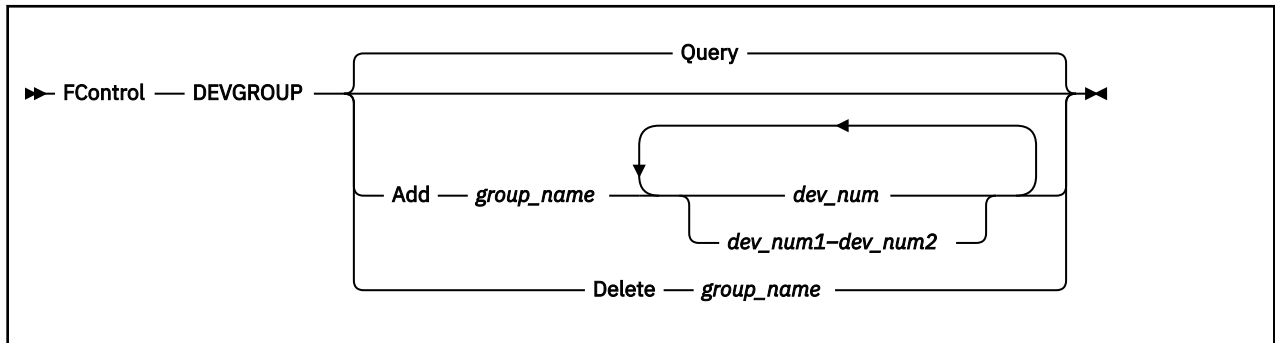 Query
FControl DEVGROUP
Add group_name dev_num
dev_num1–dev_num2
Delete group_name